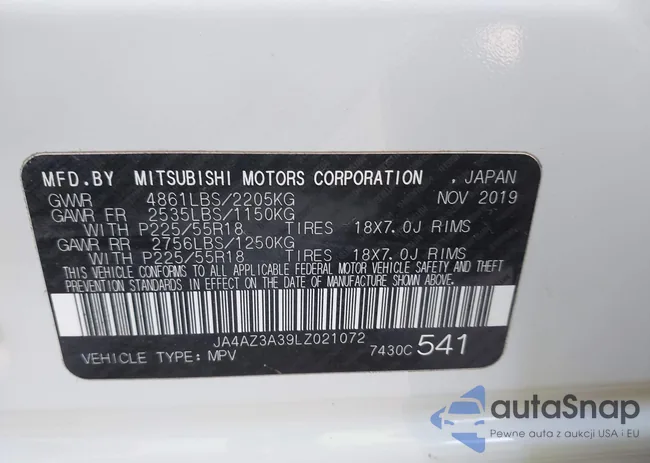 MFD.BY MITSUBISHI MOTORS CORPORATION , JAPAN
GVWR 4861LBS/2205KG NOV 2019
GAWR FR 2535LBS/1150KG
WITH P225/55R18 TIRES 18X7.0J RIMS
GAWR RR 2756LBS/1250KG
WITH P225/55R18 TIRES 18X7.0J RIMS
THIS VEHICLE CONFORMS TO ALL APPLICABLE FEDERAL MOTOR VEHICLE SAFETY AND THEFT
PREVENTION STANDARDS IN EFFECT ON THE DATE OF MANUFACTURE SHOWN ABOVE.
JA4AZ3A39LZ021072
VEHICLE TYPE: MPV 7430C 541
autaSnap
Pewne auta z aukcji USA i EU